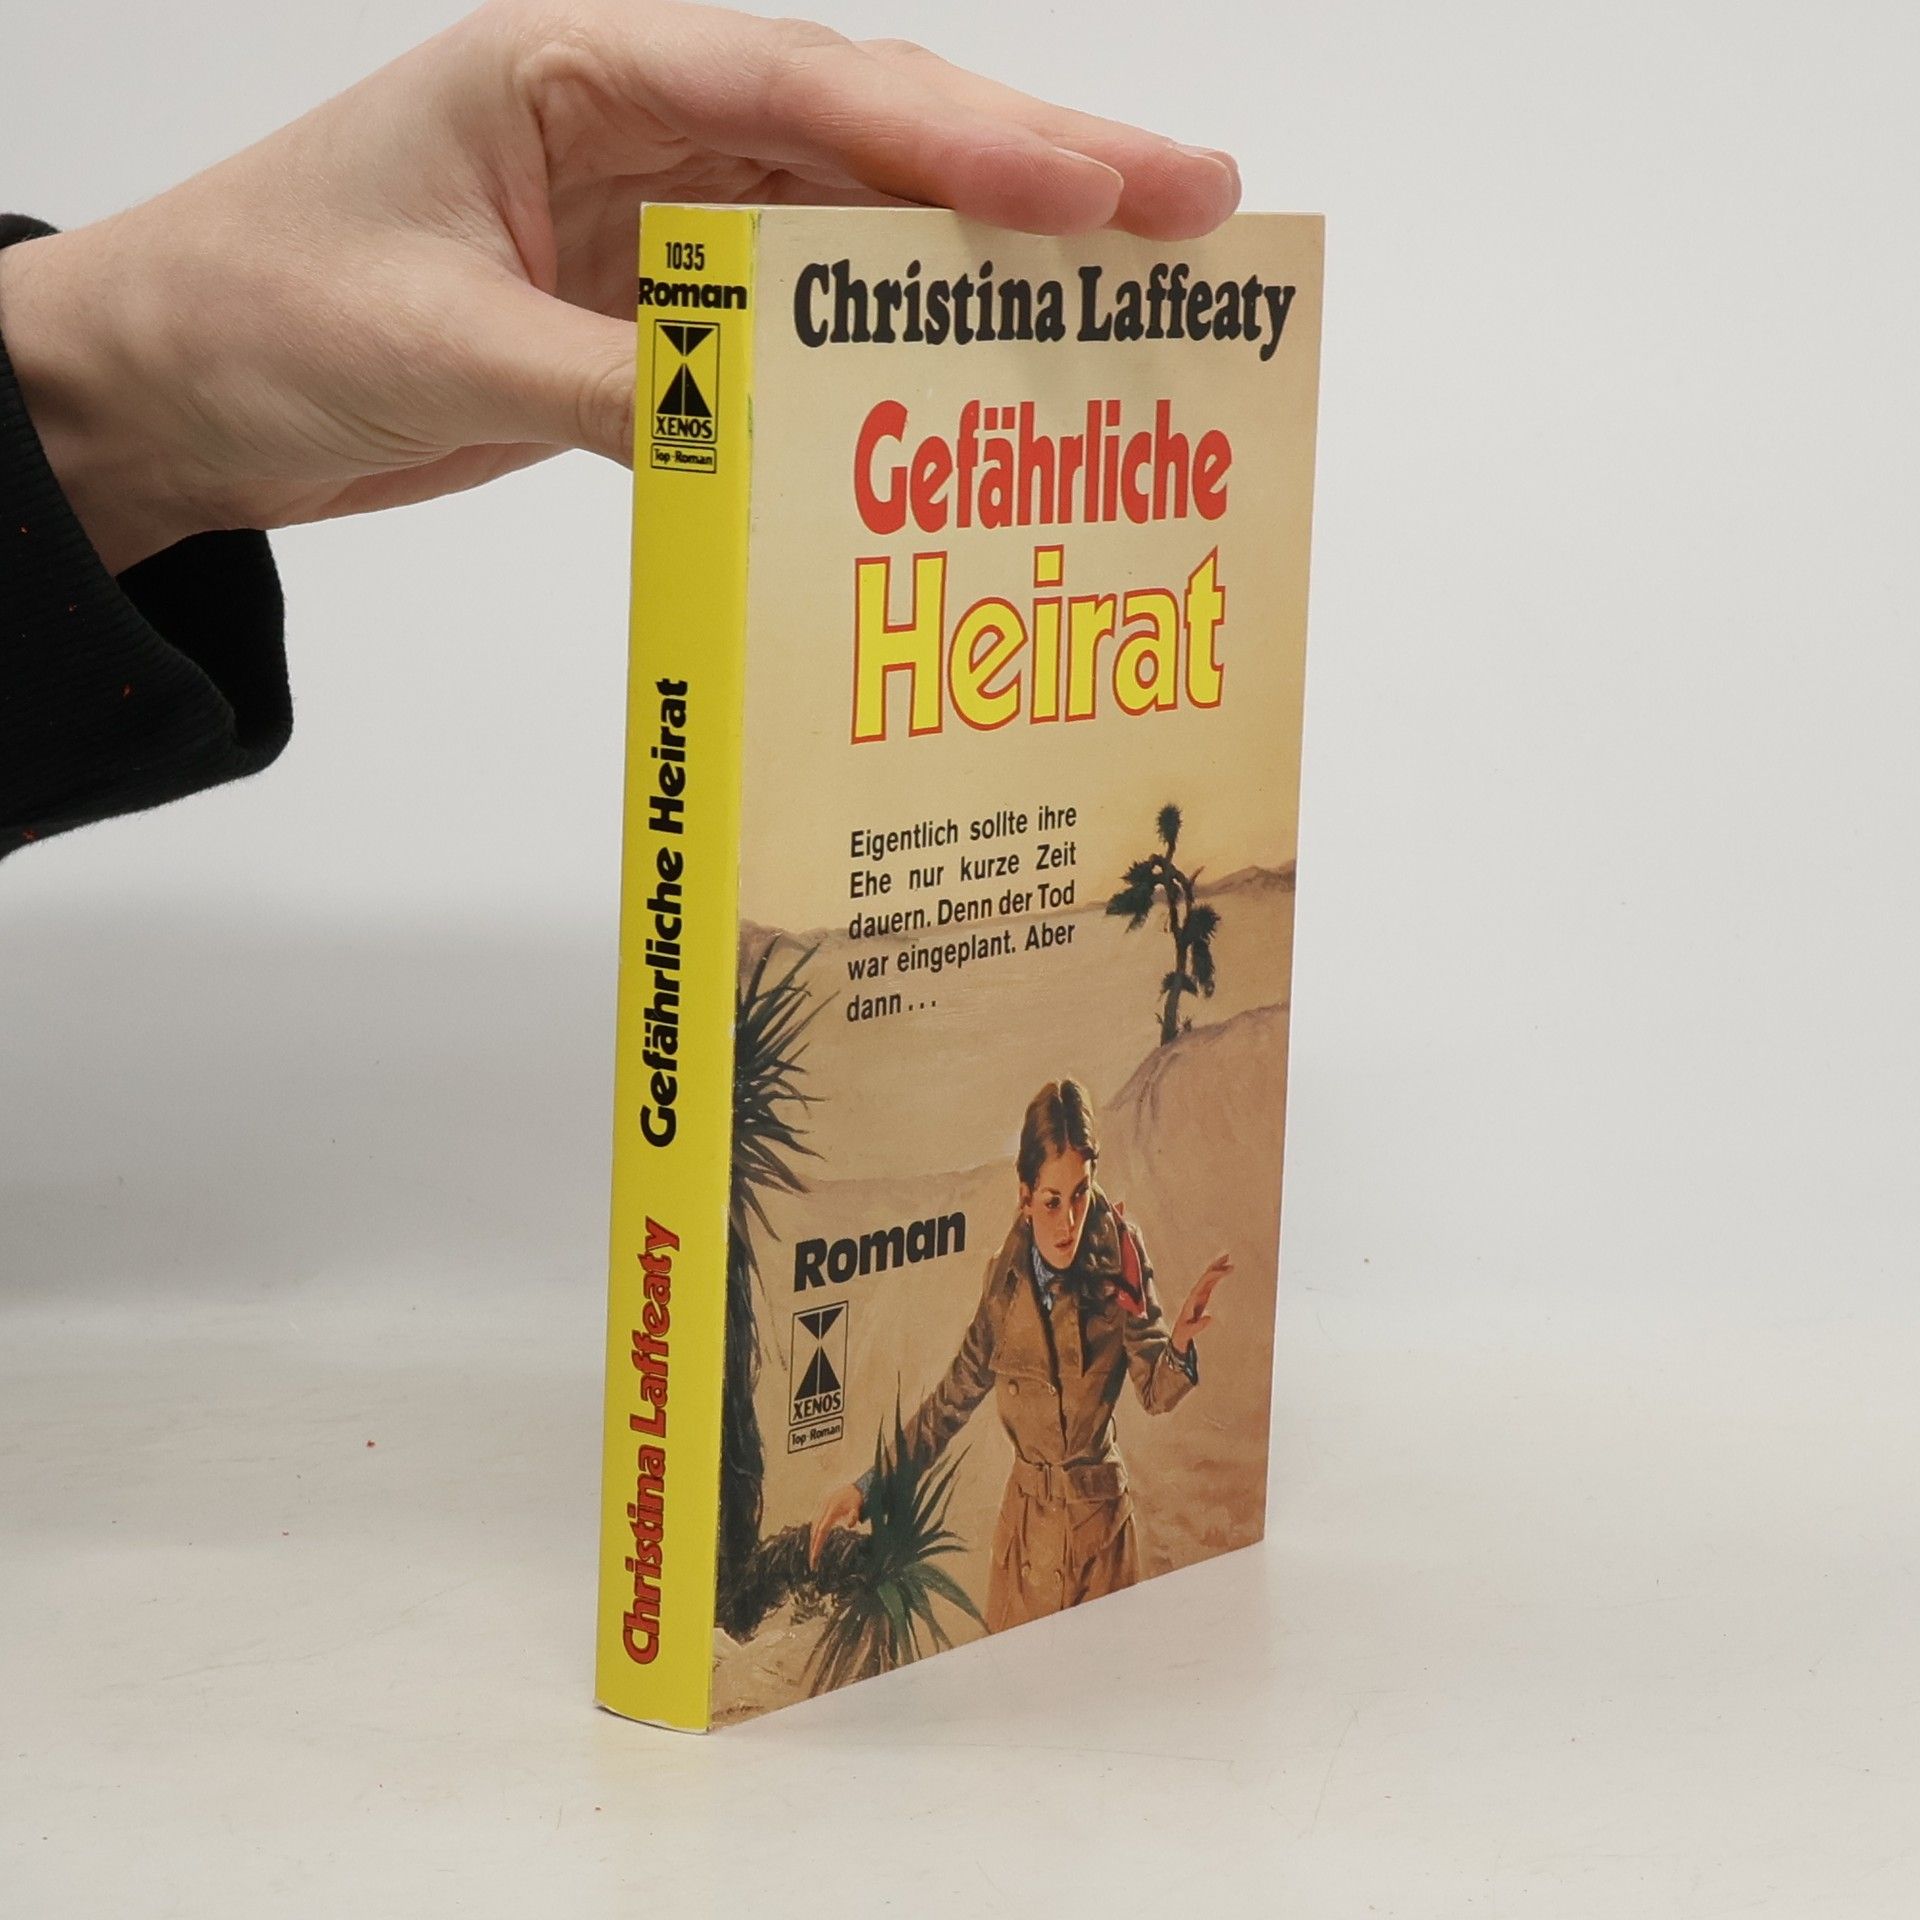 1035
Roman
XENOS
Top-Roman
Gefährliche Heirat
Christina Laffeaty
Christina Laffeaty
Gefährliche
Heirat
Eigentlich sollte ihre
Ehe nur kurze Zeit
dauern. Denn der Tod
war eingeplant. Aber
dann...
Roman
XENOS
Top-Roman